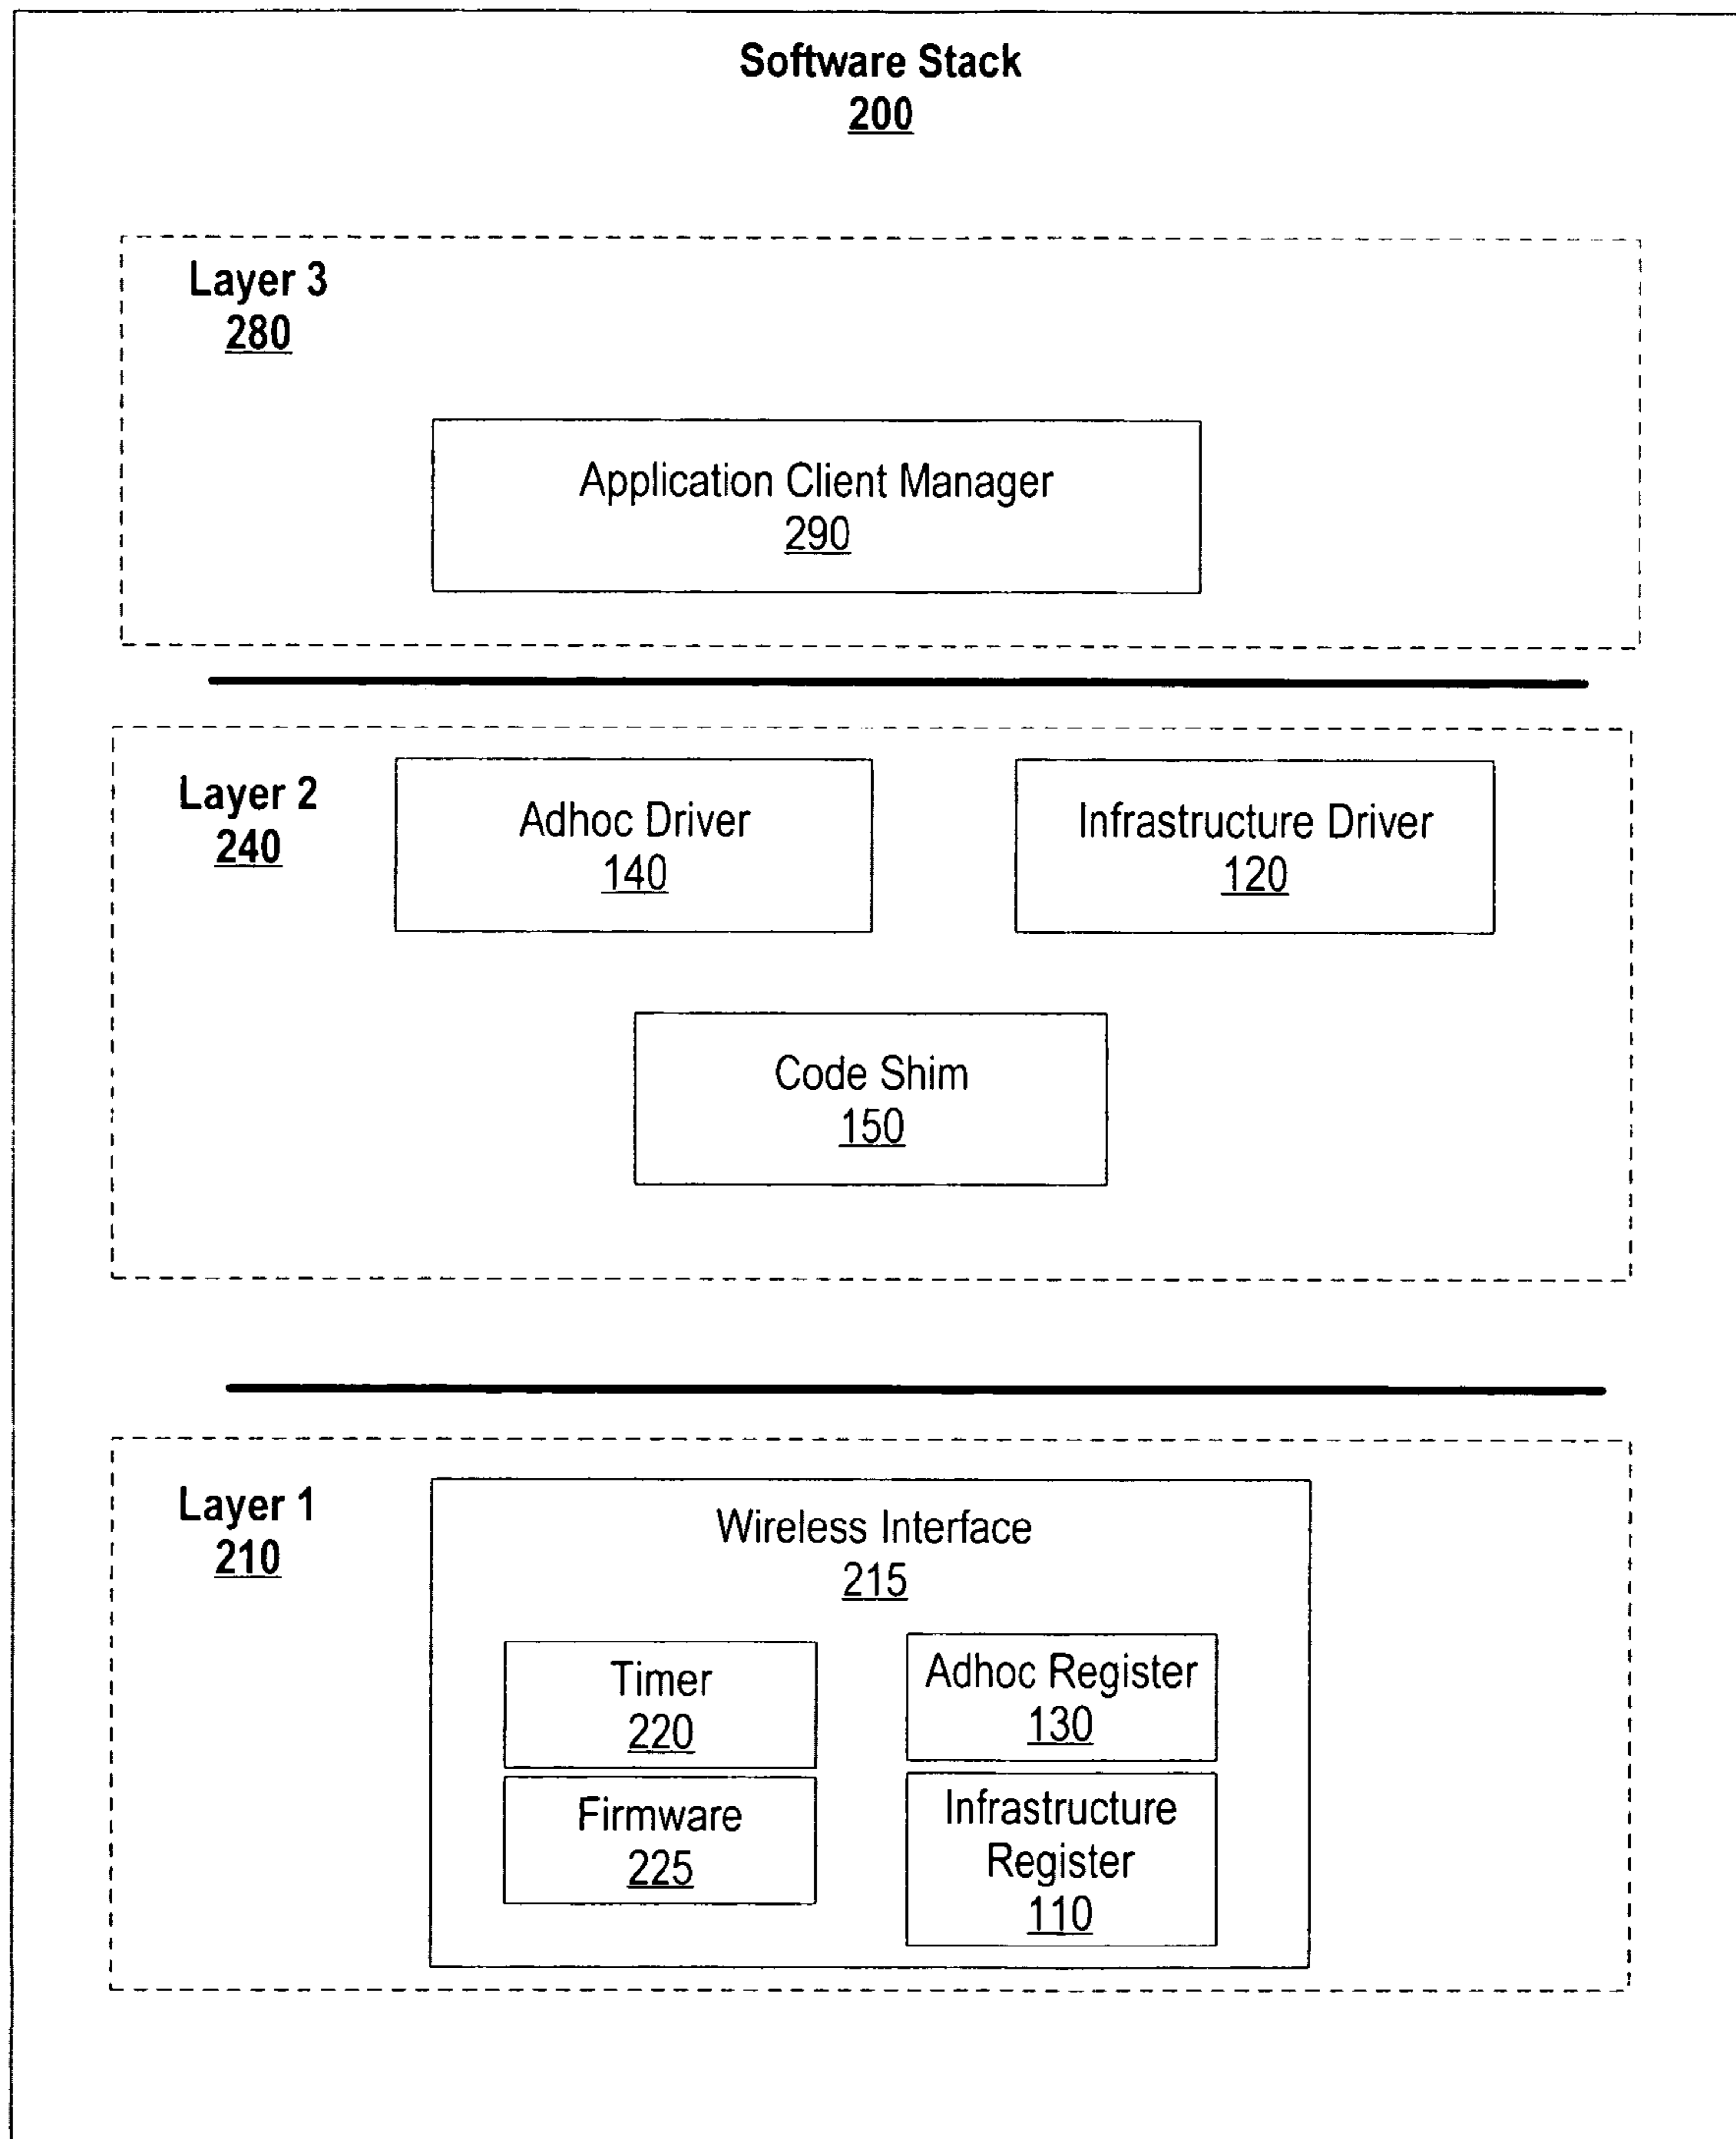 Software Stack
200
Layer 3
280
Application Client Manager
290
Layer 2
240
Adhoc Driver
140
Infrastructure Driver
120
Code Shim
150
Layer 1
210
Wireless Interface
215
Timer
220
Adhoc Register
130
Firmware
225
Infrastructure
Register
110